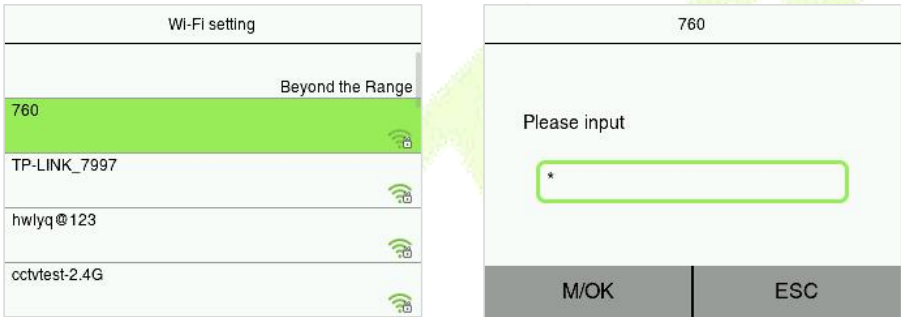 Wi-Fi setting
Beyond the Range
760
TP-LINK_7997
hwlyq@123
cctvtest-2.4G
760
Please input
*
M/OK
ESC